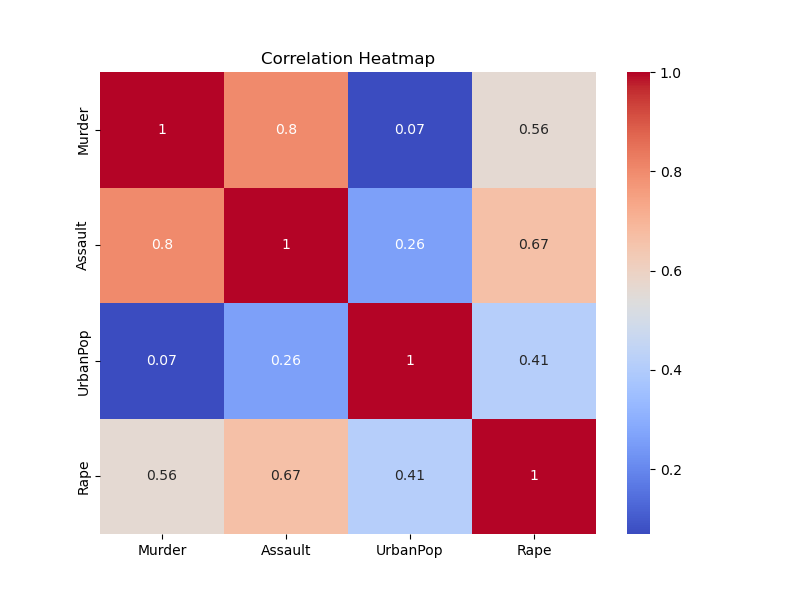 Correlation Heatmap
Murder 1 0.8 0.07 0.56
Assault 0.8 1 0.26 0.67
UrbanPop 0.07 0.26 1 0.41
Rape 0.56 0.67 0.41 1
Murder Assault UrbanPop Rape
1.0
0.8
0.6
0.4
0.2